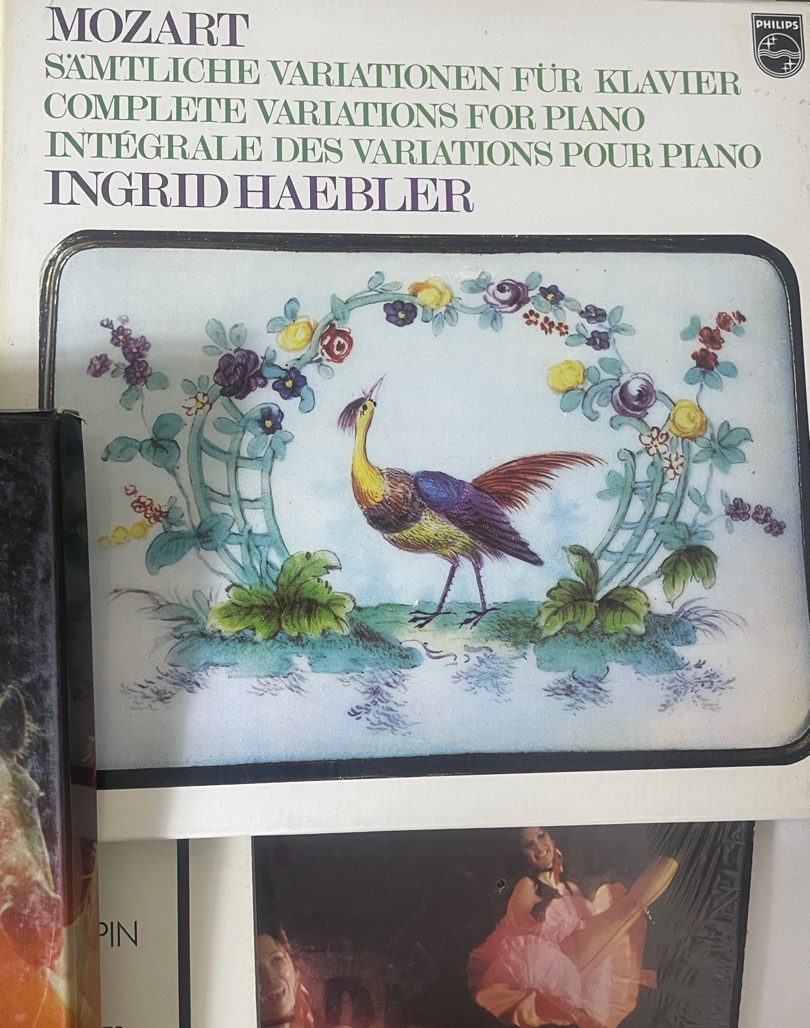 MOZART
PHILIPS
SÄMTLICHE VARIATIONEN FÜR KLAVIER
COMPLETE VARIATIONS FOR PIANO
INTÉGRALE DES VARIATIONS POUR PIANO
INGRID HAEBLER
PIN